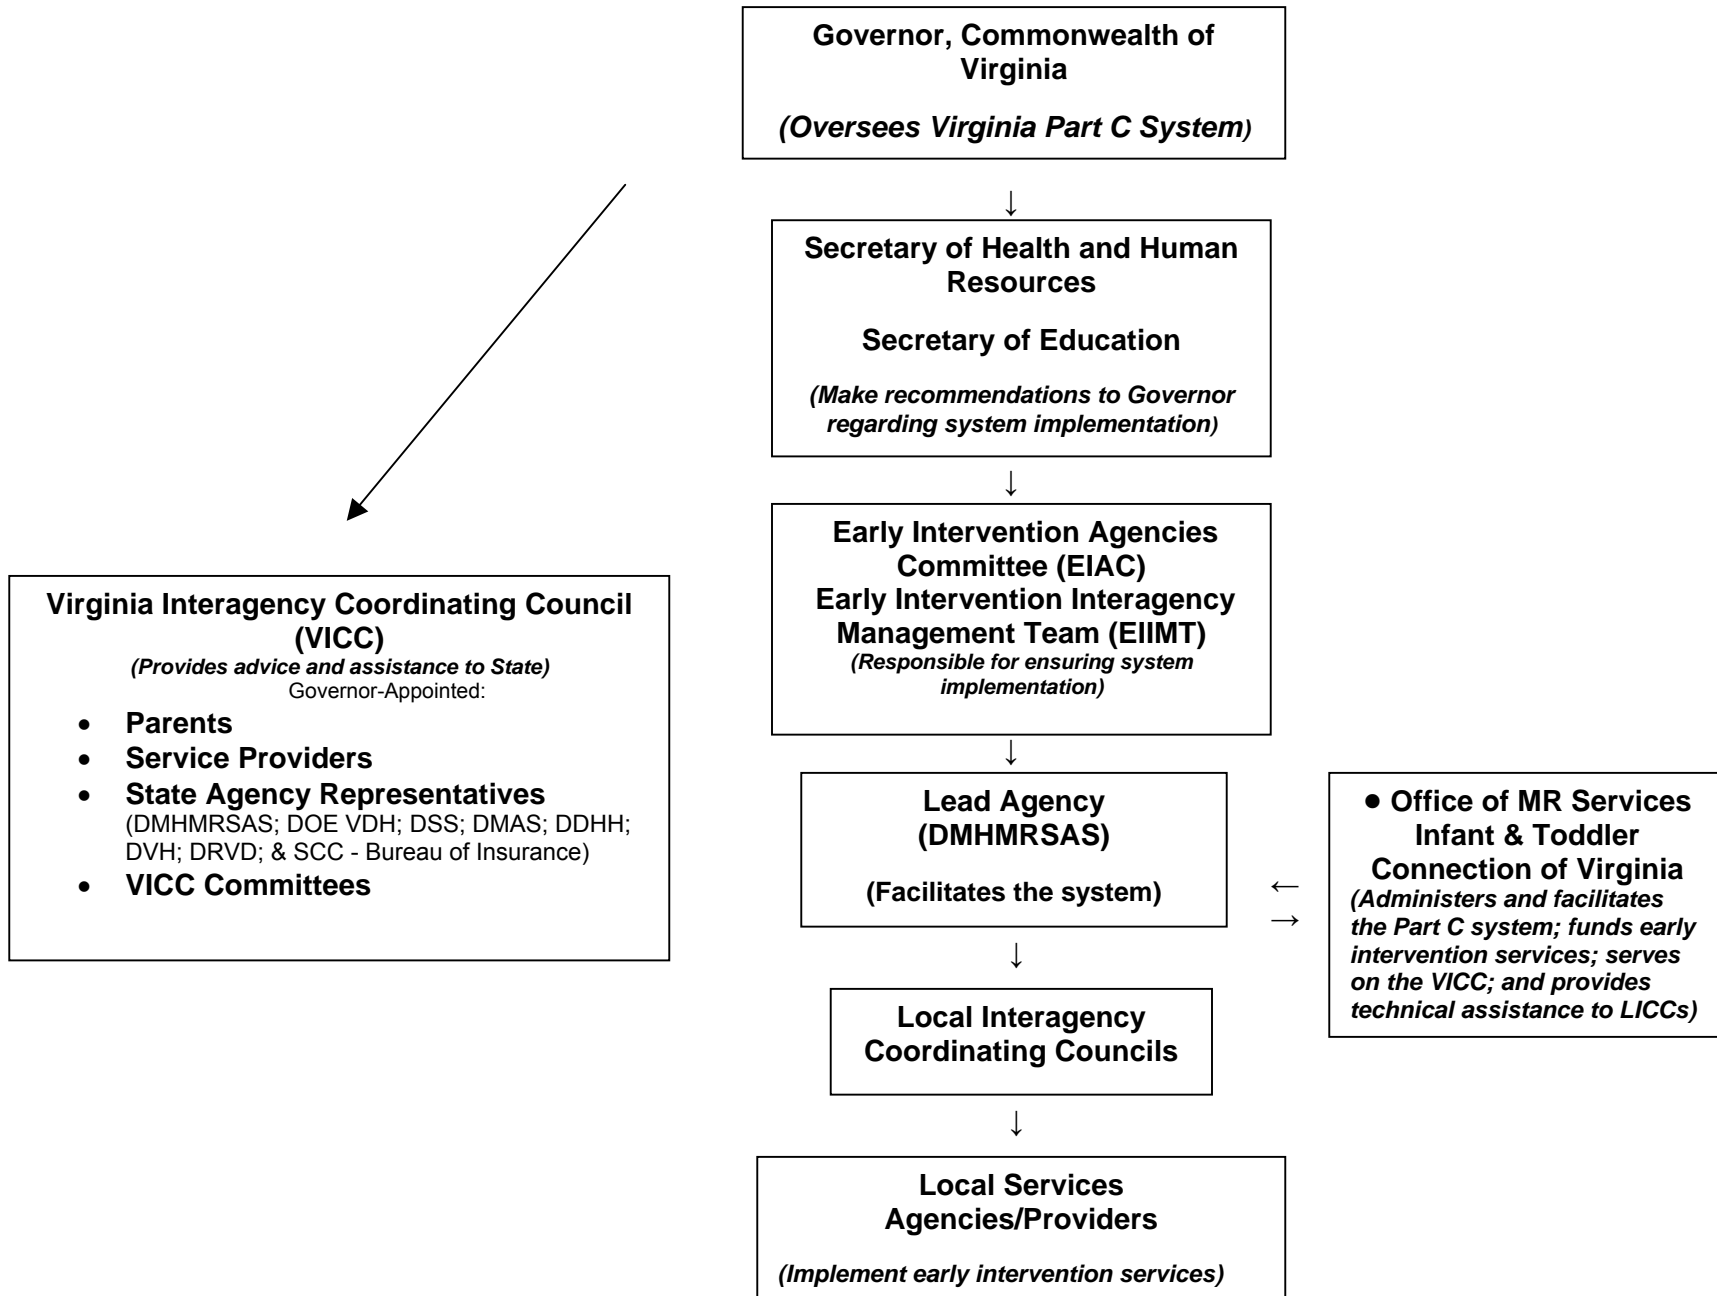 Governor, Commonwealth of
Virginia
(Oversees Virginia Part C System)
↓
Secretary of Health and Human
Resources
Secretary of Education
(Make recommendations to Governor
regarding system implementation)
↓
Early Intervention Agencies
Committee (EIAC)
Early Intervention Interagency
Management Team (EIIMT)
(Responsible for ensuring system
implementation)
↓
Virginia Interagency Coordinating Council
(VICC)
(Provides advice and assistance to State)
Governor-Appointed:
• Parents
• Service Providers
• State Agency Representatives
(DMHMRSAS; DOE VDH; DSS; DMAS; DDHH;
DVH; DRVD; & SCC - Bureau of Insurance)
• VICC Committees
Lead Agency
(DMHMRSAS)
(Facilitates the system)
←
→
• Office of MR Services
Infant & Toddler
Connection of Virginia
(Administers and facilitates
the Part C system; funds early
intervention services; serves
on the VICC; and provides
technical assistance to LICCs)
↓
Local Interagency
Coordinating Councils
↓
Local Services
Agencies/Providers
(Implement early intervention services)